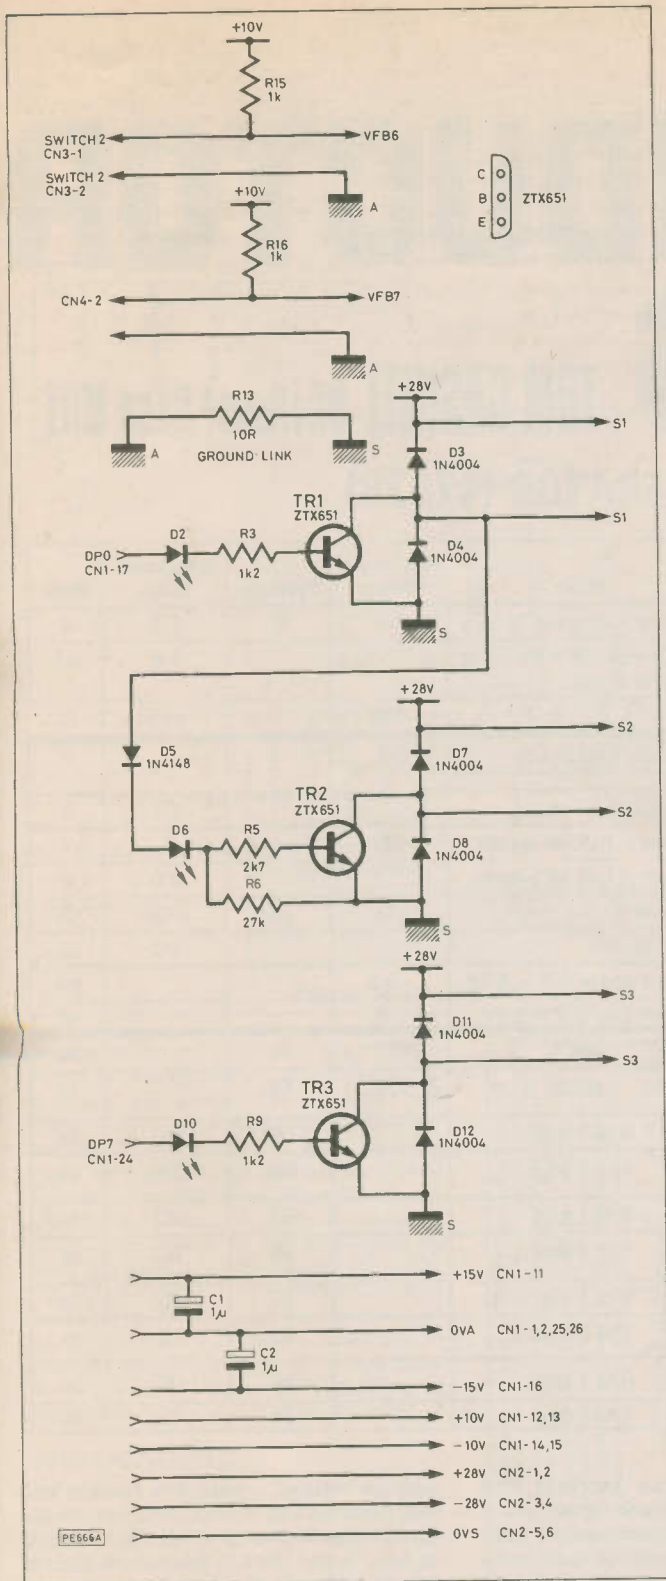 +10V
R15
1k
SWITCH 2
CN3-1
VFB6
SWITCH 2
CN3-2
A
C
B
E
ZTX651
+10V
R16
1k
CN4-2
VFB7
A
R13
10R
A
S
GROUND LINK
+28V
S1
D3
1N4004
TR1
ZTX651
S1
DP0
CN1-17
D2
R3
1k2
D4
1N4004
S
+28V
S2
D5
1N4148
D7
1N4004
TR2
ZTX651
S2
D6
R5
2k7
D8
1N4004
R6
27k
S
+28V
S3
D11
1N4004
S3
TR3
ZTX651
DP7
CN1-24
D10
R9
1k2
D12
1N4004
S
+15V CN1-11
C1
1μ
0VA CN1-1,2,25,26
C2
1μ
-15V CN1-16
+10V CN1-12,13
-10V CN1-14,15
+28V CN2-1,2
-28V CN2-3,4
PE666A
0VS CN2-5,6